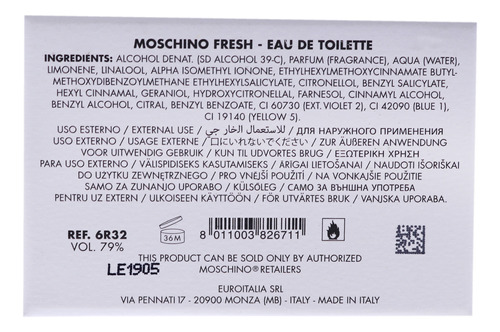 MOSCHINO FRESH - EAU DE TOILETTE
INGREDIENTS: ALCOHOL DENAT. (SD ALCOHOL 39-C), PARFUM (FRAGRANCE), AQUA (WATER),
LIMONENE, LINALOOL, ALPHA ISOMETHYL IONONE, ETHYLHEXYLMETHOXYCINNAMATE BUTYL-
METHOXYDIBENZOYLMETHANE ETHYLHEXYLSALICYLATE, CITRONELLOL, BENZYL SALICYLATE,
HEXYL CINNAMAL, GERANIOL, HYDROXYCITRONELLAL, FARNESOL, CINNAMYL ALCOHOL,
BENZYL ALCOHOL, CITRAL, BENZYL BENZOATE, CI 60730 (EXT. VIOLET 2), CI 42090 (BLUE 1),
CI 19140 (YELLOW 5).
USO ESTERNO / EXTERNAL USE / للاستعمال الخارجي / ДЛЯ НАРУЖНОГО ПРИМЕНЕНИЯ
USO EXTERNO / USAGE EXTERNE / 口にいれないでください / ZUR ÄUßEREN ANWENDUNG
VOOR UITWENDIG GEBRUIK / KUN TIL UDVORTES BRUG / ΕΞΩΤΕΡΙΚΗ ΧΡΗΣΗ
PARA USO EXTERNO / VÄLISPIDISEKS KASUTAMISEKS / ĀRĪGAI LIETOŠANAI / NAUDOTI IŠORIŠKAI
DO UŻYTKU ZEWNĘTRZNEGO / PRO VNĚJŠÍ POUŽITÍ / NA VONKAJŠIE POUŽITIE
SAMO ZA ZUNANJO UPORABO / KÜLSŐLEG / САМО ЗА ВЪНШНА УПОТРЕБА
PENTRU UZ EXTERN / ULKOISEEN KÄYTTÖÖN / FÖR UTVÄRTES BRUK / VANJSKA UPORABA.
REF. 6R32
VOL. 79%
36M
8 011003 826711
LE1905
THIS PRODUCT CAN BE SOLD ONLY BY AUTHORIZED
MOSCHINO RETAILERS
EUROITALIA SRL
VIA PENNATI 17 - 20900 MONZA (MB) - ITALY - MADE IN ITALY